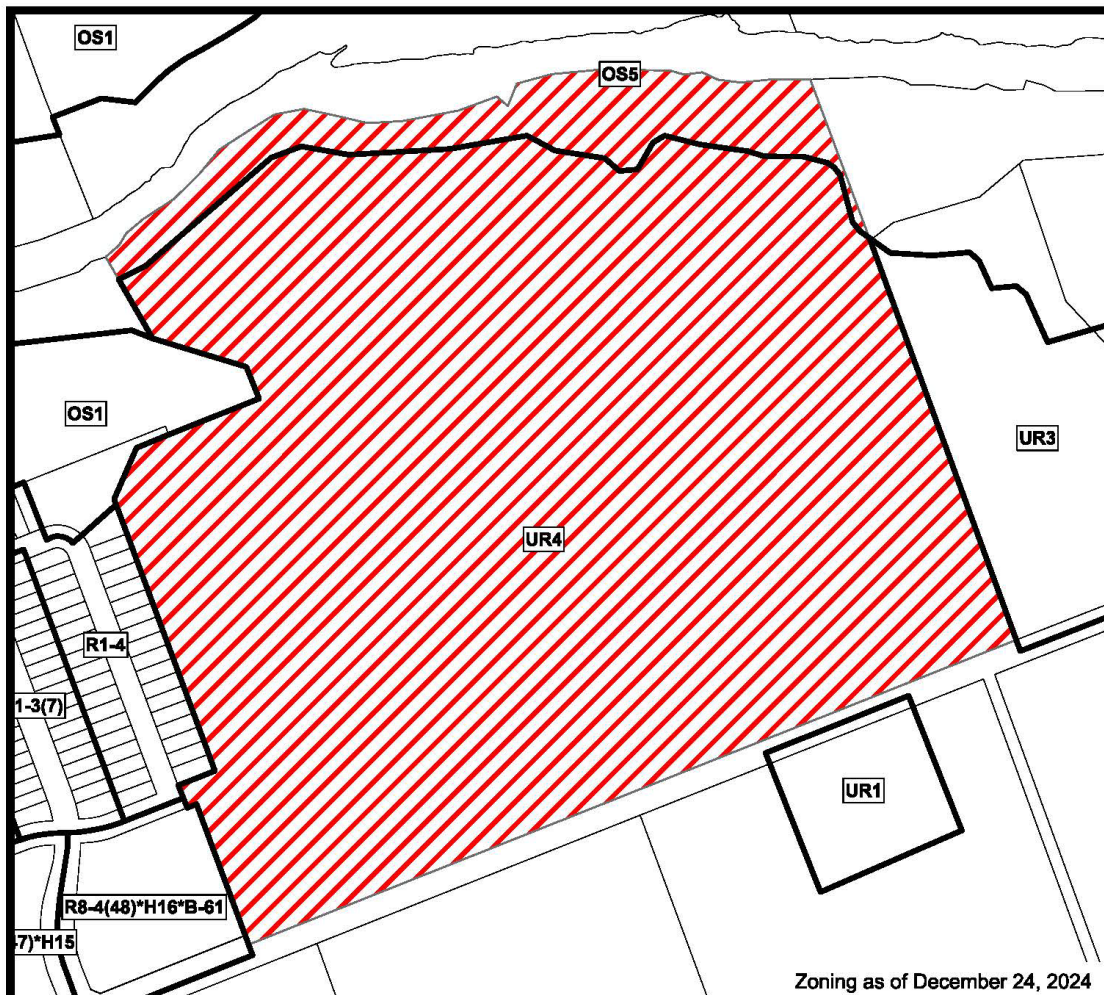 OS1
OS5
OS1
UR3
UR4
R1-4
1-3(7)
UR1
R8-4(48)*H16*B-61
7)*H15
Zoning as of December 24, 2024